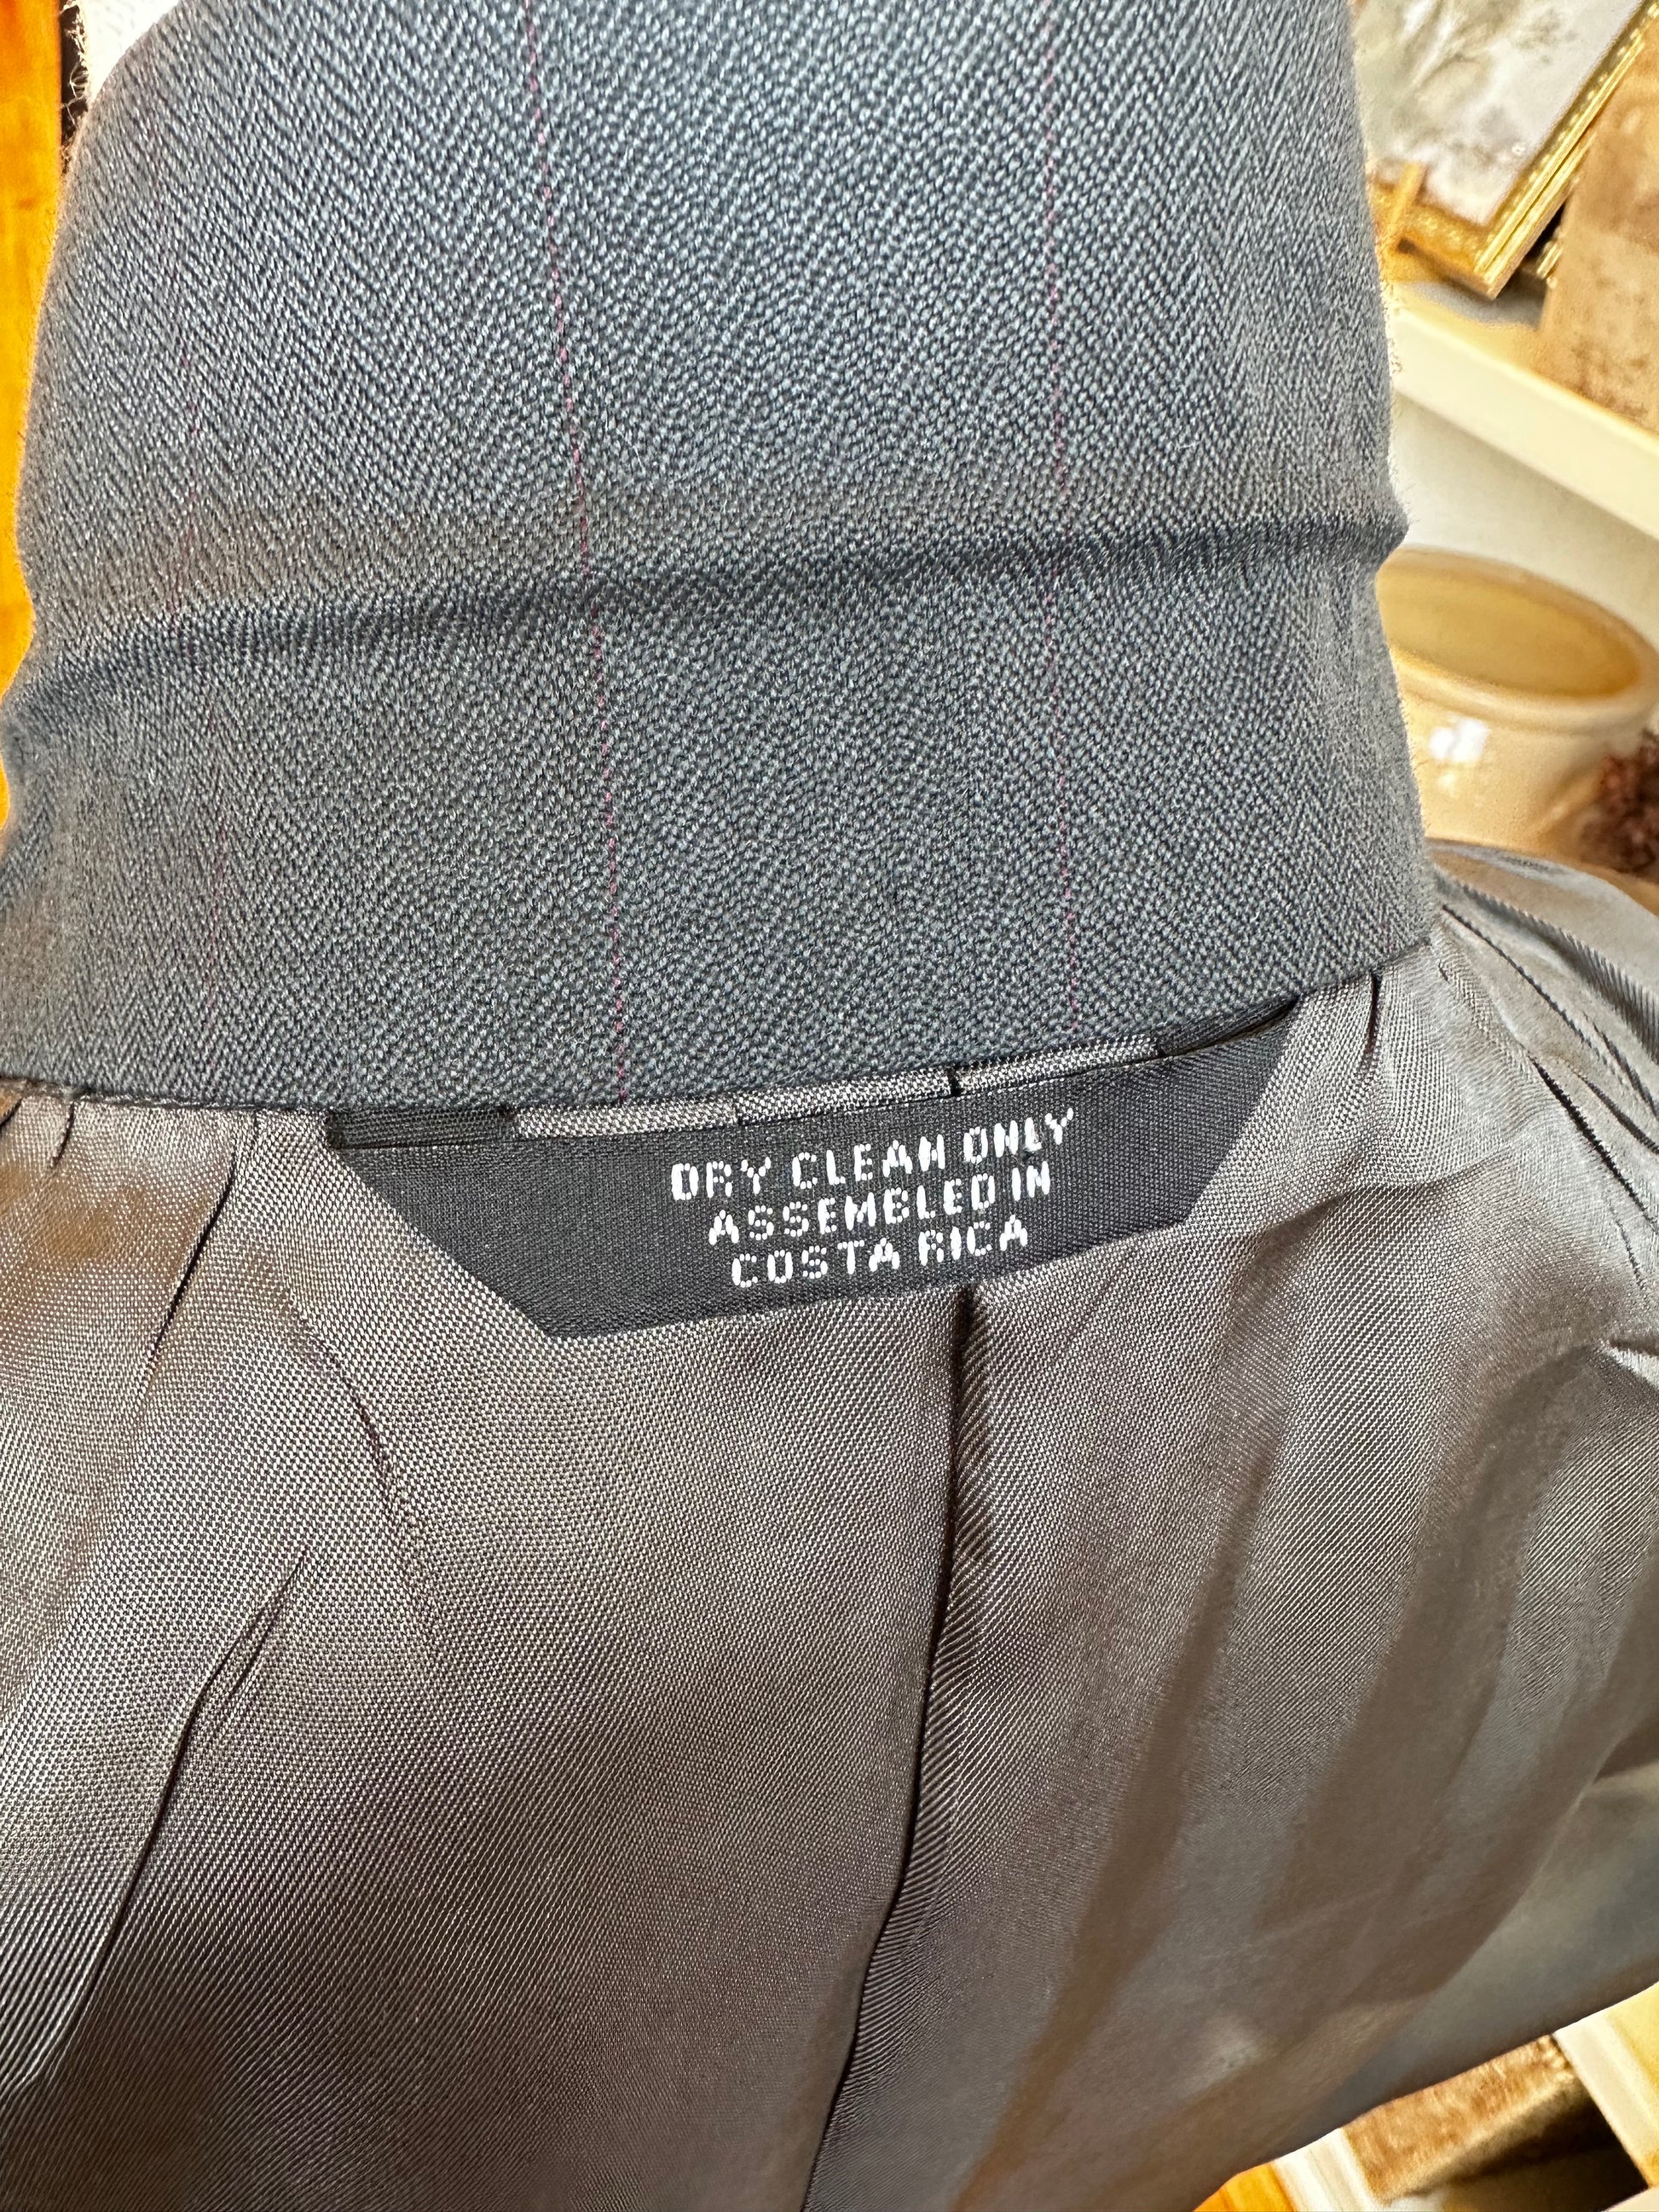 DRY CLEAN ONLY
ASSEMBLED IN
COSTA RICA